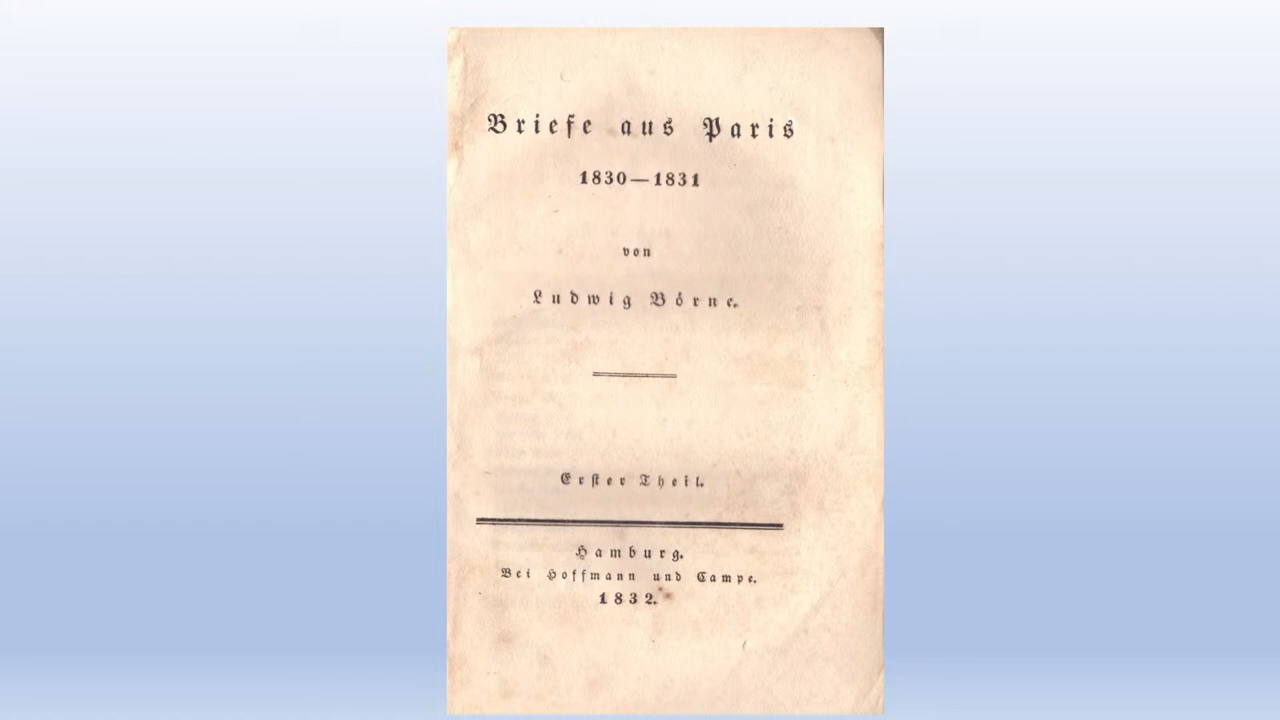 Briefe aus Paris
1830—1831
von
Ludwig Börne.
Erster Theil.
Hamburg.
Bei Hoffmann und Campe.
1832.